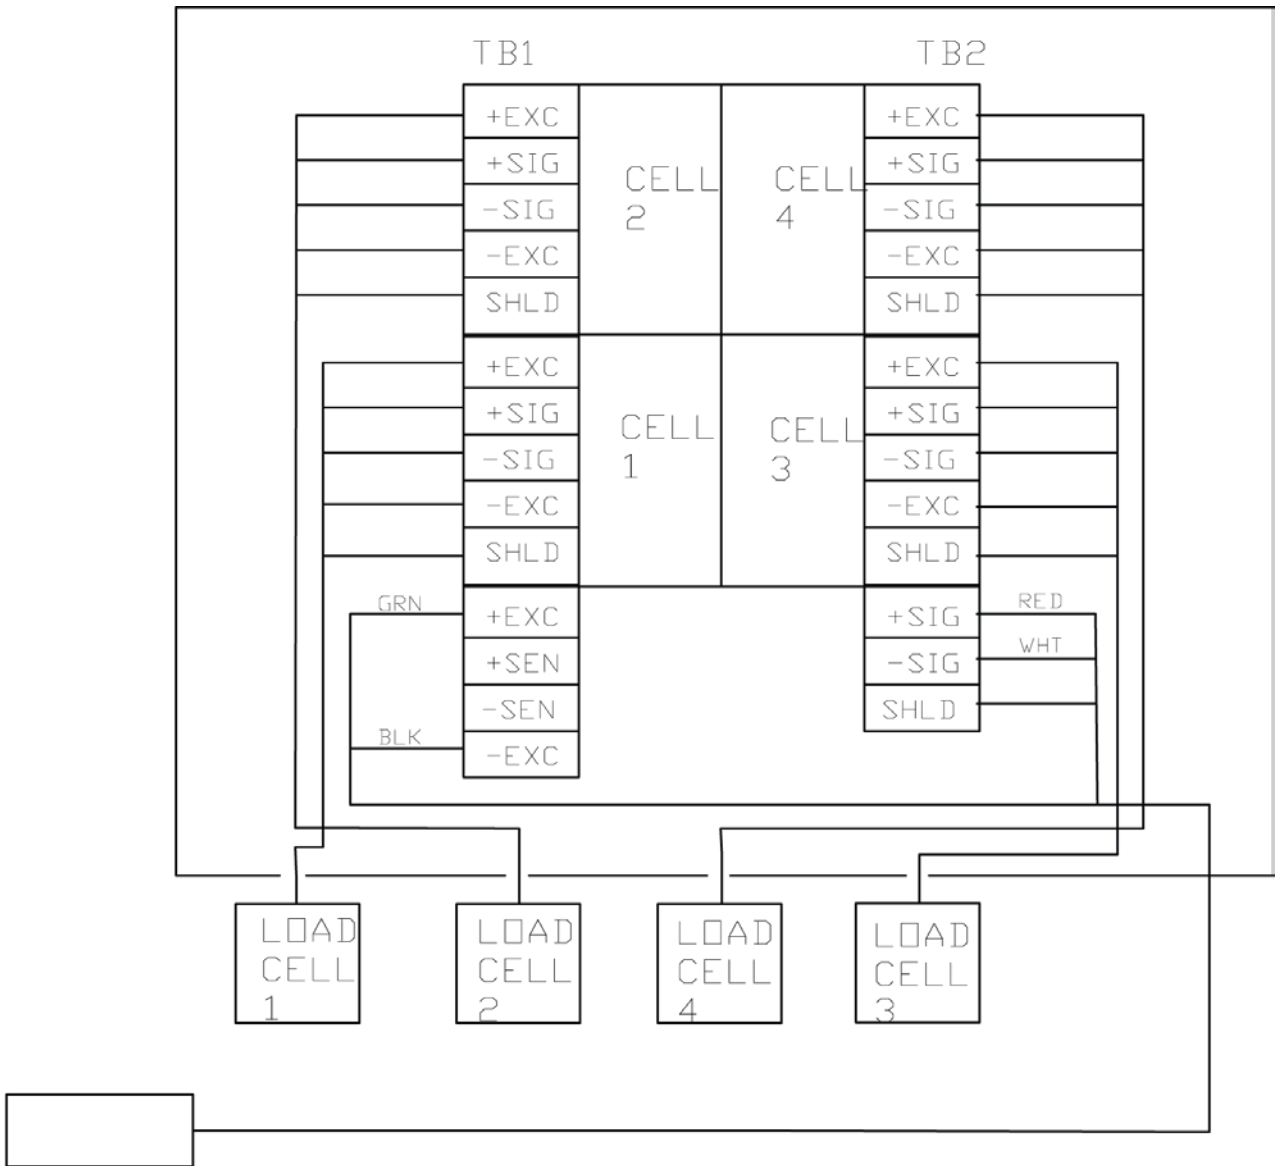 TB1
TB2
+EXC
+SIG
-SIG
-EXC
SHLD
CELL
2
CELL
4
+EXC
+SIG
-SIG
-EXC
SHLD
+EXC
+SIG
-SIG
-EXC
SHLD
CELL
1
CELL
3
+EXC
+SIG
-SIG
-EXC
SHLD
GRN
+EXC
+SEN
-SEN
BLK
-EXC
+SIG
RED
-SIG
WHT
SHLD
LOAD
CELL
1
LOAD
CELL
2
LOAD
CELL
4
LOAD
CELL
3